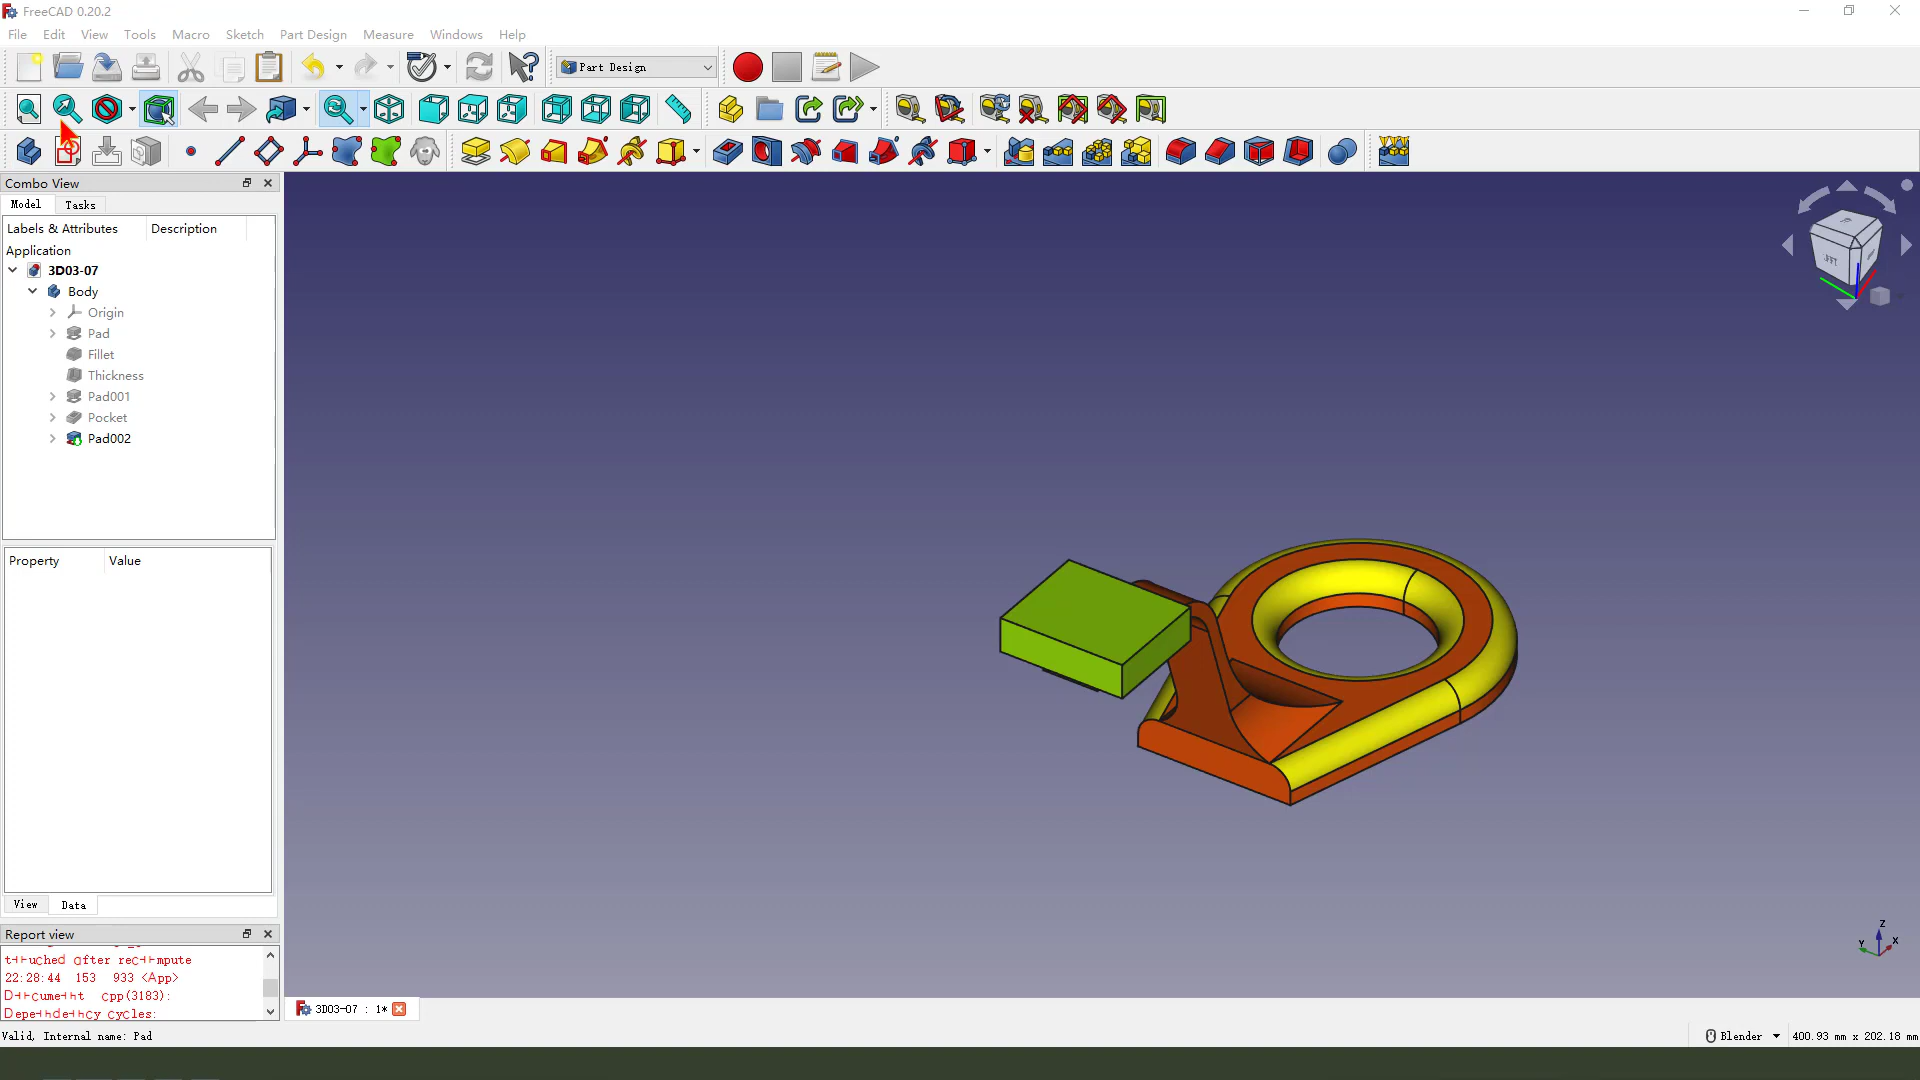 FreeCAD 0.20.2
File Edit View Tools Macro Sketch Part Design Measure Windows Help
Part Design
Combo View
Model Tasks
Labels & Attributes Description
Application
3D03-07
Body
Origin
Pad
Fillet
Thickness
Pad001
Pocket
Pad002
Property Value
View Data
Report view
22:28:44 153 933 <App>
cpp(3183):
cycles:
3D03-07 : 1*
Valid, Internal name: Pad
Blender 400.93 mm x 202.18 mm
Z
Y
X